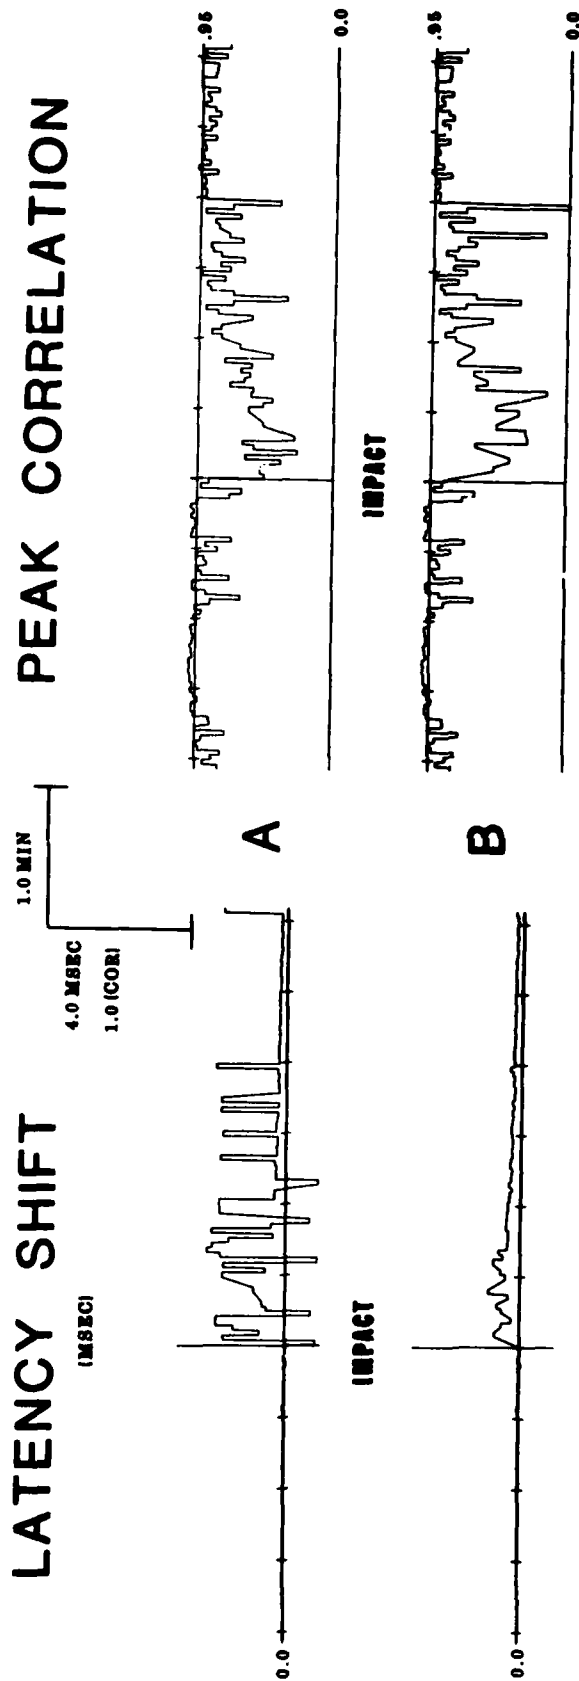 LATENCY SHIFT
(MSEC)
PEAK CORRELATION
1.0 MIN
4.0 MSEC
1.0 (COR)
0.0
A
.95
0.0
IMPACT
IMPACT
0.0
B
.95
0.0